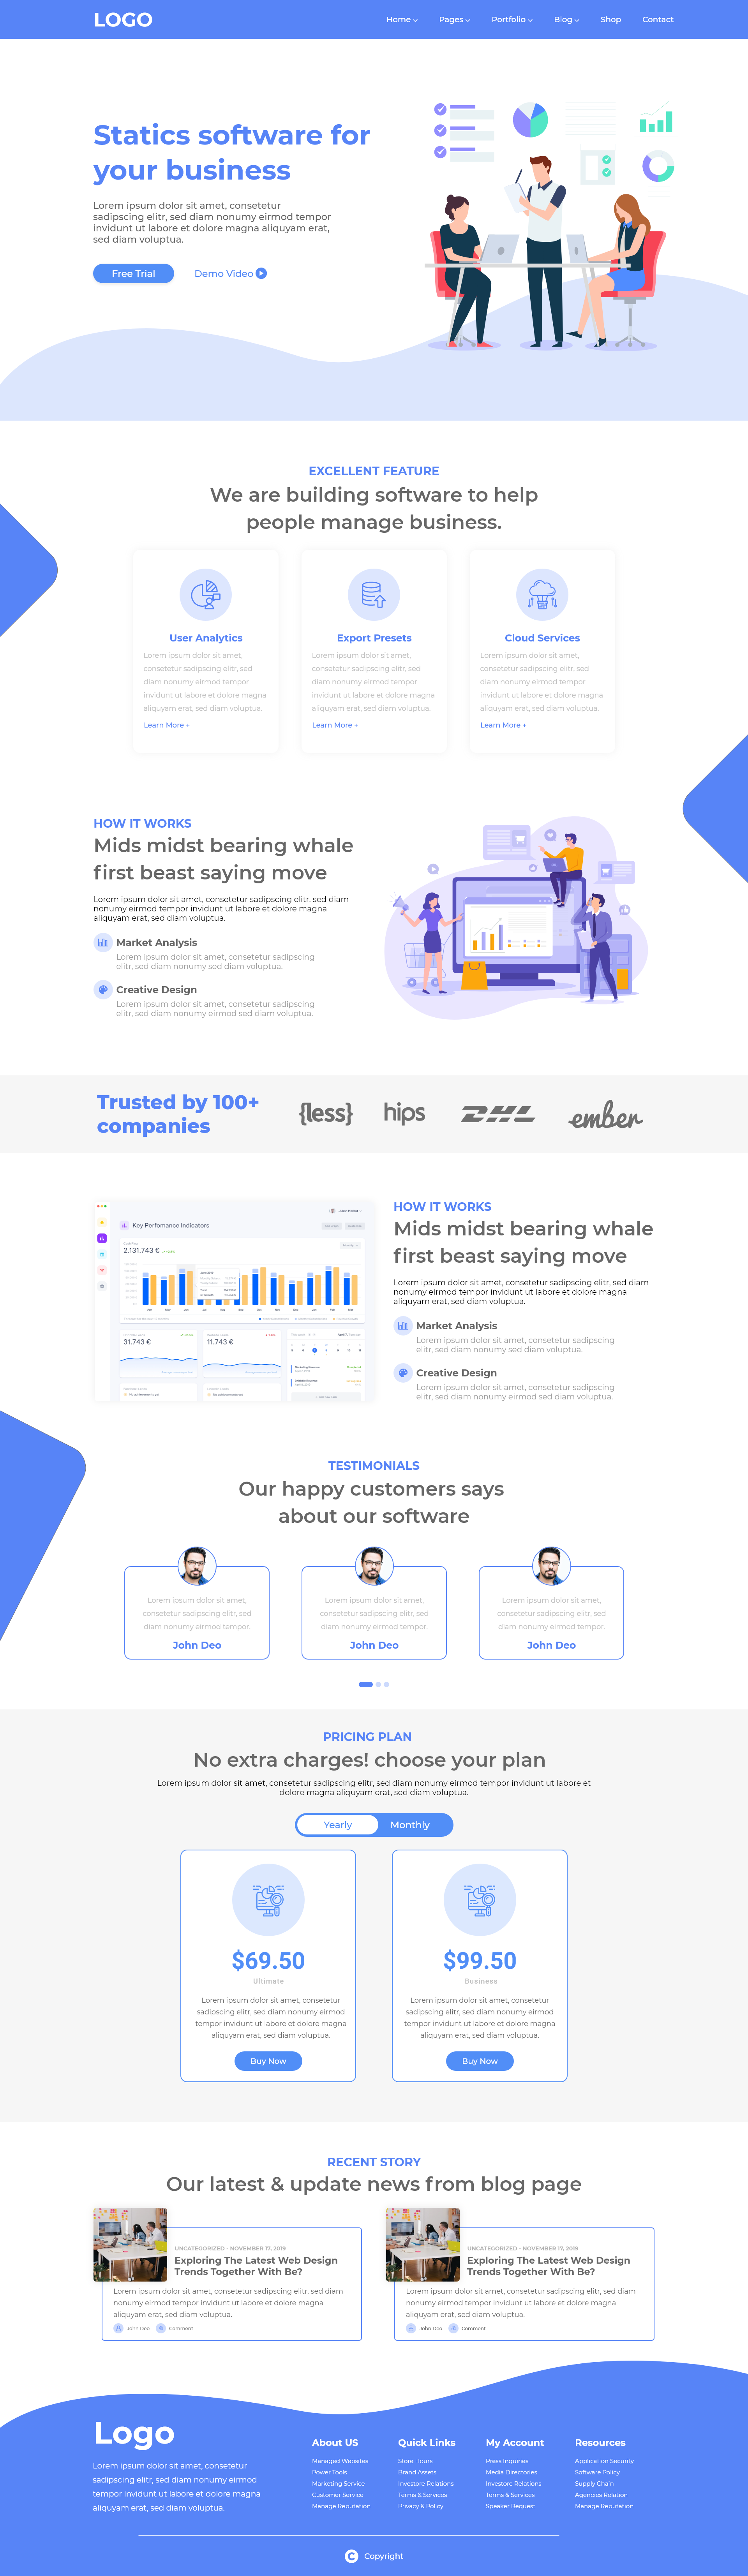 LOGO
Home
Pages
Portfolio
Blog
Shop
Contact
Statics software for
your business
Lorem ipsum dolor sit amet, consetetur
sadipscing elitr, sed diam nonumy eirmod tempor
invidunt ut labore et dolore magna aliquyam erat,
sed diam voluptua.
Free Trial
Demo Video
EXCELLENT FEATURE
We are building software to help
people manage business.
User Analytics
Lorem ipsum dolor sit amet,
consetetur sadipscing elitr, sed
diam nonumy eirmod tempor
invidunt ut labore et dolore magna
aliquyam erat, sed diam voluptua.
Learn More +
Export Presets
Lorem ipsum dolor sit amet,
consetetur sadipscing elitr, sed
diam nonumy eirmod tempor
invidunt ut labore et dolore magna
aliquyam erat, sed diam voluptua.
Learn More +
Cloud Services
Lorem ipsum dolor sit amet,
consetetur sadipscing elitr, sed
diam nonumy eirmod tempor
invidunt ut labore et dolore magna
aliquyam erat, sed diam voluptua.
Learn More +
HOW IT WORKS
Mids midst bearing whale
first beast saying move
Lorem ipsum dolor sit amet, consetetur sadipscing elitr, sed diam
nonumy eirmod tempor invidunt ut labore et dolore magna
aliquyam erat, sed diam voluptua.
Market Analysis
Lorem ipsum dolor sit amet, consetetur sadipscing
elitr, sed diam nonumy sed diam voluptua.
Creative Design
Lorem ipsum dolor sit amet, consetetur sadipscing
elitr, sed diam nonumy eirmod sed diam voluptua.
Trusted by 100+
companies
{less}
hips
DHL
ember
Key Perfomance Indicators
2.131.743 €
31.743 €
11.743 €
HOW IT WORKS
Mids midst bearing whale
first beast saying move
Lorem ipsum dolor sit amet, consetetur sadipscing elitr, sed diam
nonumy eirmod tempor invidunt ut labore et dolore magna
aliquyam erat, sed diam voluptua.
Market Analysis
Lorem ipsum dolor sit amet, consetetur sadipscing
elitr, sed diam nonumy sed diam voluptua.
Creative Design
Lorem ipsum dolor sit amet, consetetur sadipscing
elitr, sed diam nonumy eirmod sed diam voluptua.
TESTIMONIALS
Our happy customers says
about our software
Lorem ipsum dolor sit amet,
consetetur sadipscing elitr, sed
diam nonumy eirmod tempor.
John Deo
Lorem ipsum dolor sit amet,
consetetur sadipscing elitr, sed
diam nonumy eirmod tempor.
John Deo
Lorem ipsum dolor sit amet,
consetetur sadipscing elitr, sed
diam nonumy eirmod tempor.
John Deo
PRICING PLAN
No extra charges! choose your plan
Lorem ipsum dolor sit amet, consetetur sadipscing elitr, sed diam nonumy eirmod tempor invidunt ut labore et
dolore magna aliquyam erat, sed diam voluptua.
Yearly
Monthly
$69.50
Ultimate
Lorem ipsum dolor sit amet, consetetur
sadipscing elitr, sed diam nonumy eirmod
tempor invidunt ut labore et dolore magna
aliquyam erat, sed diam voluptua.
Buy Now
$99.50
Business
Lorem ipsum dolor sit amet, consetetur
sadipscing elitr, sed diam nonumy eirmod
tempor invidunt ut labore et dolore magna
aliquyam erat, sed diam voluptua.
Buy Now
RECENT STORY
Our latest & update news from blog page
UNCATEGORIZED - NOVEMBER 17, 2019
Exploring The Latest Web Design
Trends Together With Be?
Lorem ipsum dolor sit amet, consetetur sadipscing elitr, sed diam
nonumy eirmod tempor invidunt ut labore et dolore magna
aliquyam erat, sed diam voluptua.
John Deo
Comment
UNCATEGORIZED - NOVEMBER 17, 2019
Exploring The Latest Web Design
Trends Together With Be?
Lorem ipsum dolor sit amet, consetetur sadipscing elitr, sed diam
nonumy eirmod tempor invidunt ut labore et dolore magna
aliquyam erat, sed diam voluptua.
John Deo
Comment
Logo
Lorem ipsum dolor sit amet, consetetur
sadipscing elitr, sed diam nonumy eirmod
tempor invidunt ut labore et dolore magna
aliquyam erat, sed diam voluptua.
About US
Managed Websites
Power Tools
Marketing Service
Customer Service
Manage Reputation
Quick Links
Store Hours
Brand Assets
Investore Relations
Terms & Services
Privacy & Policy
My Account
Press Inquiries
Media Directories
Investore Relations
Terms & Services
Speaker Request
Resources
Application Security
Software Policy
Supply Chain
Agencies Relation
Manage Reputation
Copyright